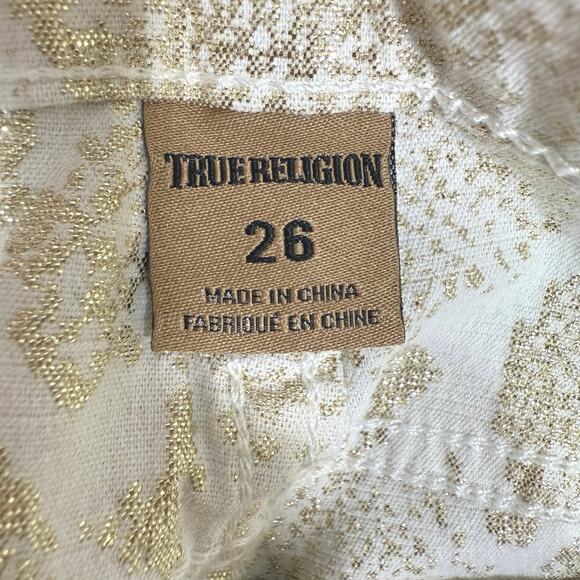 TRUE RELIGION
26
MADE IN CHINA
FABRIQUÉ EN CHINE